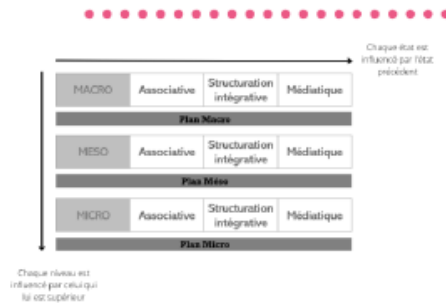 Chaque état est
influencé par l'état
précédent
MACRO Associative Structuration intégrative Médiatique
Plan Macro
MESO Associative Structuration intégrative Médiatique
Plan Méso
MICRO Associative Structuration intégrative Médiatique
Plan Micro
Chaque niveau est
influencé par celui qui
lui est supérieur